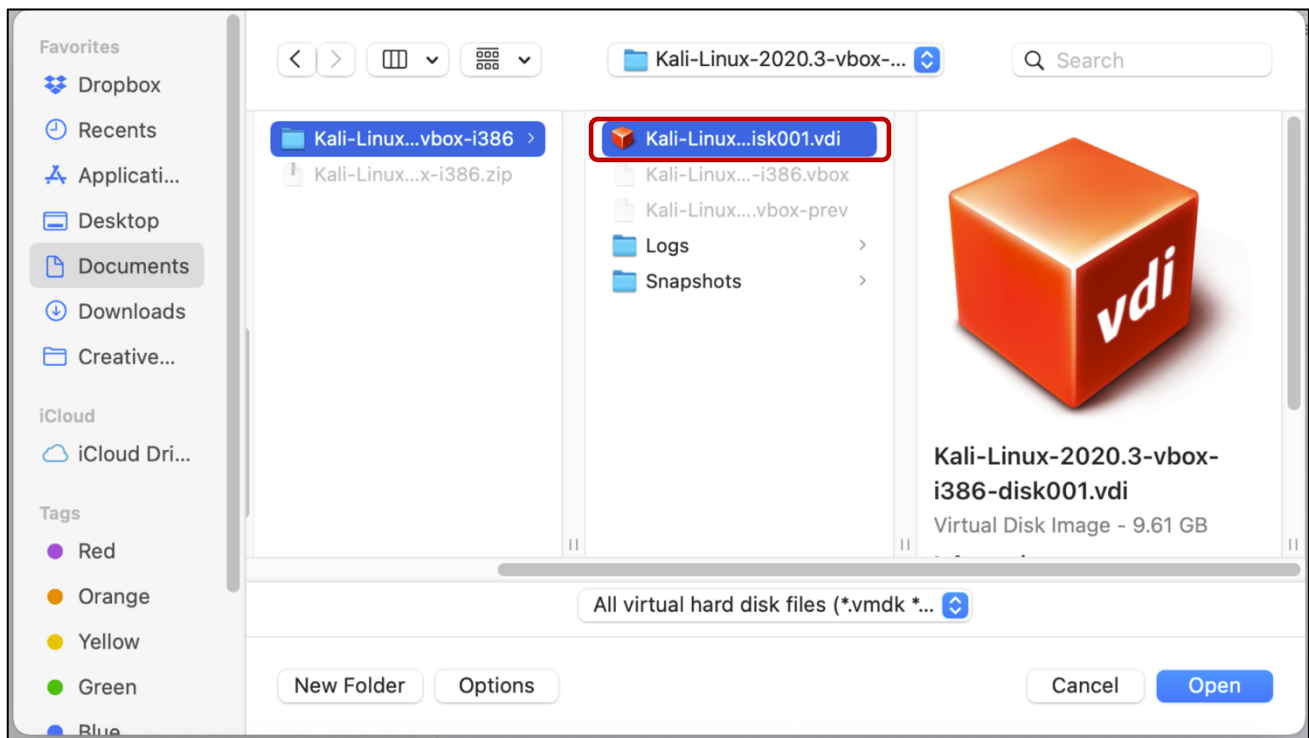 Favorites
Dropbox
Recents
Applicati...
Desktop
Documents
Downloads
Creative...
iCloud
iCloud Dri...
Tags
Red
Orange
Yellow
Green
Blue
Kali-Linux-2020.3-vbox-...
Search
Kali-Linux...vbox-i386
Kali-Linux...x-i386.zip
Kali-Linux...isk001.vdi
Kali-Linux...-i386.vbox
Kali-Linux....vbox-prev
Logs
Snapshots
vdi
Kali-Linux-2020.3-vbox-
i386-disk001.vdi
Virtual Disk Image - 9.61 GB
All virtual hard disk files (*.vmdk *...
New Folder
Options
Cancel
Open